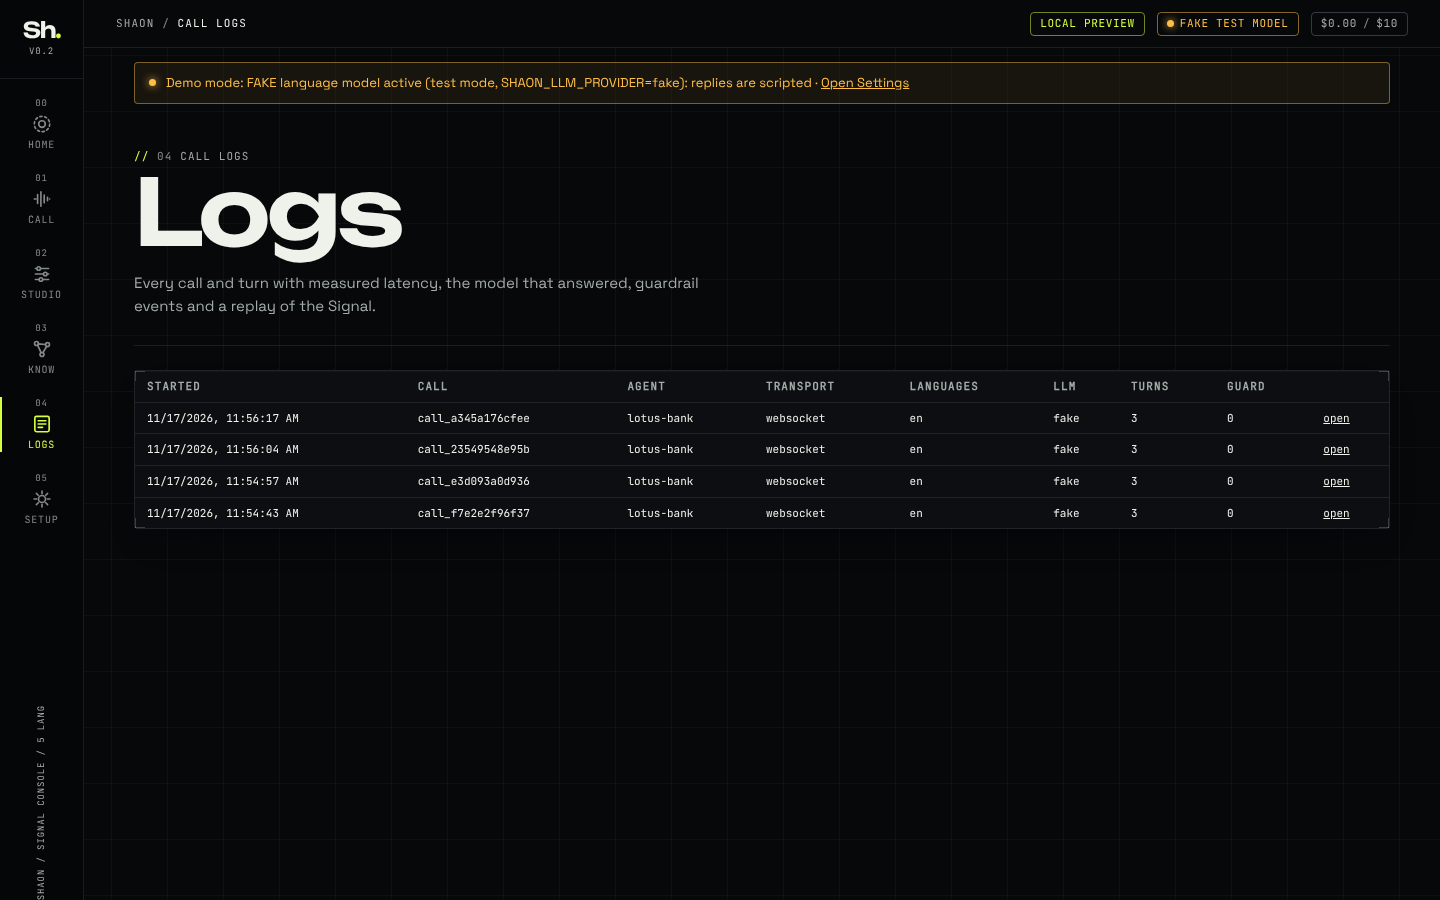 Sh.
V0.2
00
HOME
01
CALL
02
STUDIO
03
KNOW
04
LOGS
05
SETUP
SHAON / SIGNAL CONSOLE / 5 LANG
SHAON / CALL LOGS
LOCAL PREVIEW
FAKE TEST MODEL
$0.00 / $10
Demo mode: FAKE language model active (test mode, SHAON_LLM_PROVIDER=fake): replies are scripted · Open Settings
// 04 CALL LOGS
Logs
Every call and turn with measured latency, the model that answered, guardrail
events and a replay of the Signal.
STARTED CALL AGENT TRANSPORT LANGUAGES LLM TURNS GUARD
11/17/2026, 11:56:17 AM call_a345a176cfee lotus-bank websocket en fake 3 0 open
11/17/2026, 11:56:04 AM call_23549548e95b lotus-bank websocket en fake 3 0 open
11/17/2026, 11:54:57 AM call_e3d093a0d936 lotus-bank websocket en fake 3 0 open
11/17/2026, 11:54:43 AM call_f7e2e2f96f37 lotus-bank websocket en fake 3 0 open